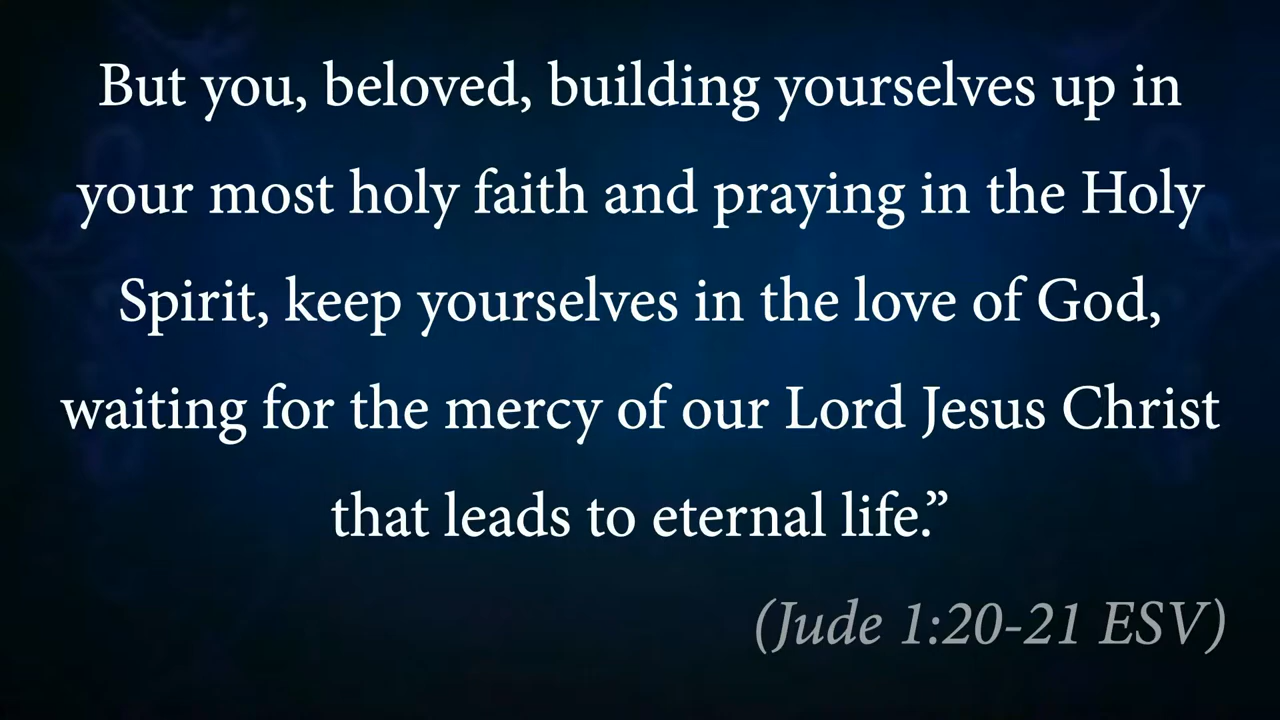 But you, beloved, building yourselves up in
your most holy faith and praying in the Holy
Spirit, keep yourselves in the love of God,
waiting for the mercy of our Lord Jesus Christ
that leads to eternal life.”
(Jude 1:20-21 ESV)